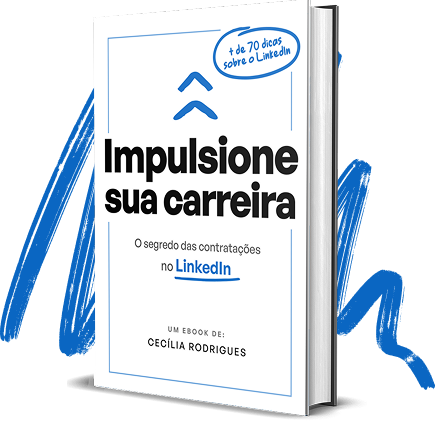 + de 70 dicas
sobre o LinkedIn
Impulsione
sua carreira
O segredo das contratações
no LinkedIn
UM EBOOK DE:
CECÍLIA RODRIGUES